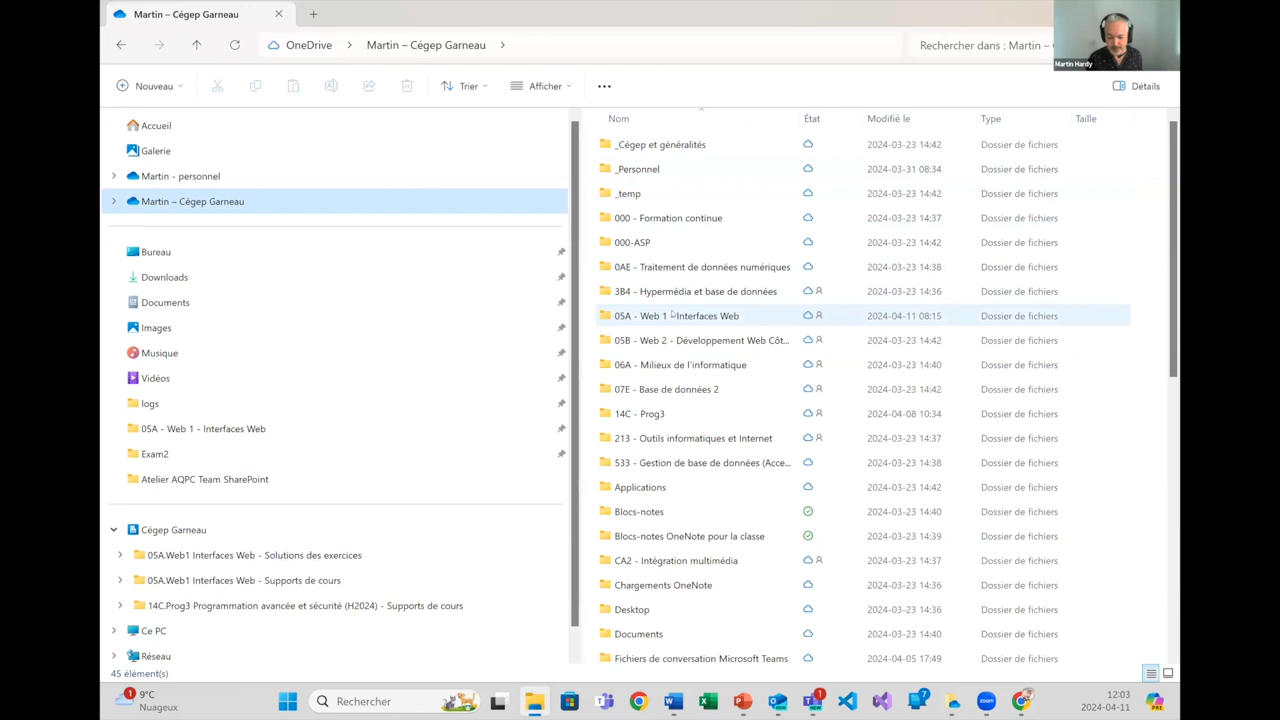 Martin – Cégep Garneau
OneDrive > Martin – Cégep Garneau >
Rechercher dans : Martin –
Martin Hardy
Nouveau
Trier
Afficher
Détails
Accueil
Galerie
Martin - personnel
Martin – Cégep Garneau
Bureau
Downloads
Documents
Images
Musique
Vidéos
logs
05A - Web 1 - Interfaces Web
Exam2
Atelier AQPC Team SharePoint
Cégep Garneau
05A.Web1 Interfaces Web - Solutions des exercices
05A.Web1 Interfaces Web - Supports de cours
14C.Prog3 Programmation avancée et sécurité (H2024) - Supports de cours
Ce PC
Réseau
Nom État Modifié le Type Taille
_Cégep et généralités 2024-03-23 14:42 Dossier de fichiers
_Personnel 2024-03-31 08:34 Dossier de fichiers
_temp 2024-03-23 14:42 Dossier de fichiers
000 - Formation continue 2024-03-23 14:37 Dossier de fichiers
000-ASP 2024-03-23 14:42 Dossier de fichiers
0AE - Traitement de données numériques 2024-03-23 14:38 Dossier de fichiers
3B4 - Hypermédia et base de données 2024-03-23 14:36 Dossier de fichiers
05A - Web 1 - Interfaces Web 2024-04-11 08:15 Dossier de fichiers
05B - Web 2 - Développement Web Côt... 2024-03-23 14:42 Dossier de fichiers
06A - Milieux de l'informatique 2024-03-23 14:40 Dossier de fichiers
07E - Base de données 2 2024-03-23 14:42 Dossier de fichiers
14C - Prog3 2024-04-08 10:34 Dossier de fichiers
213 - Outils informatiques et Internet 2024-03-23 14:37 Dossier de fichiers
533 - Gestion de base de données (Acce... 2024-03-23 14:38 Dossier de fichiers
Applications 2024-03-23 14:42 Dossier de fichiers
Blocs-notes 2024-03-23 14:40 Dossier de fichiers
Blocs-notes OneNote pour la classe 2024-03-23 14:39 Dossier de fichiers
CA2 - Intégration multimédia 2024-03-23 14:37 Dossier de fichiers
Chargements OneNote 2024-03-23 14:36 Dossier de fichiers
Desktop 2024-03-23 14:36 Dossier de fichiers
Documents 2024-03-23 14:40 Dossier de fichiers
Fichiers de conversation Microsoft Teams 2024-04-05 17:49 Dossier de fichiers
45 élément(s)
1
9°C
Nuageux
Rechercher
1
7
zoom
12:03
2024-04-11